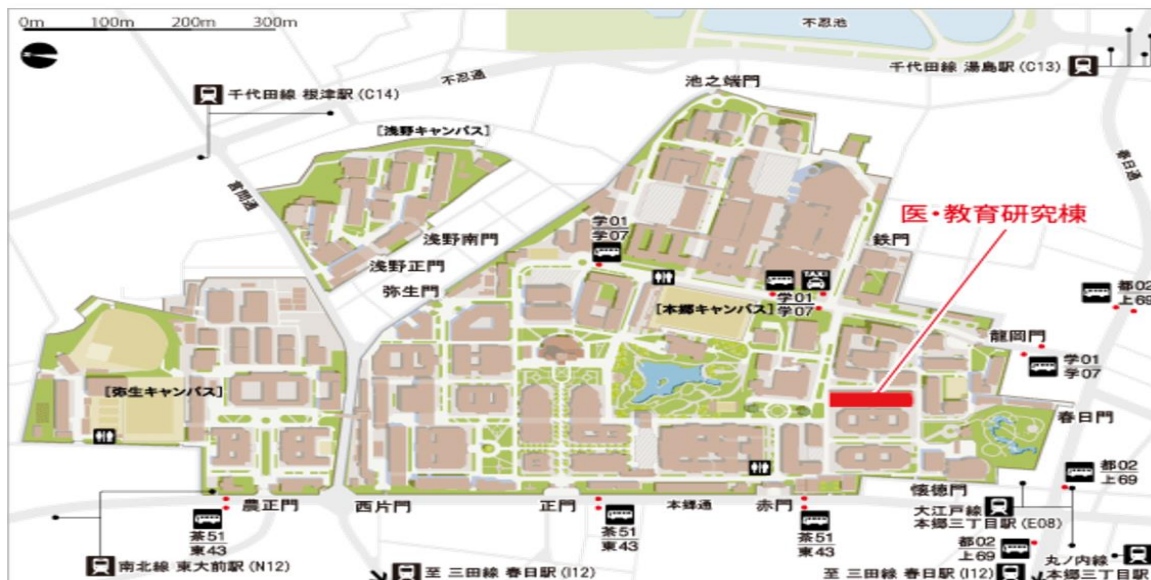 0m 100m 200m 300m
不忍池
不忍通
千代田線 湯島駅 (C13)
千代田線 根津駅 (C14)
池之端門
[浅野キャンパス]
言問通
春日通
医・教育研究棟
学01
学07
浅野南門
鉄門
浅野正門
弥生門
TAXI
学01
学07
[本郷キャンパス]
都02
上69
龍岡門
学01
学07
[弥生キャンパス]
春日門
都02
上69
農正門
西片門
正門
本郷通
赤門
懐徳門
大江戸線
本郷三丁目駅 (E08)
茶51
東43
茶51
東43
茶51
東43
都02
上69
丸ノ内線
本郷三丁目駅
南北線 東大前駅 (N12)
至 三田線 春日駅 (I12)
至 三田線 春日駅 (I12)